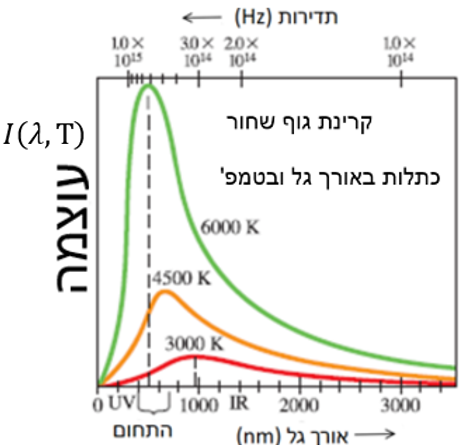 תדירות (Hz) ⟵
1.0 × 10¹⁵ 3.0 × 10¹⁴ 2.0 × 10¹⁴ 1.0 × 10¹⁴
קרינת גוף שחור
I(λ, T)
כתלות באורך גל ובטמפ'
עוצמה
6000 K
4500 K
3000 K
0 UV 1000 IR 2000 3000
התחום
אורך גל (nm) ⟶